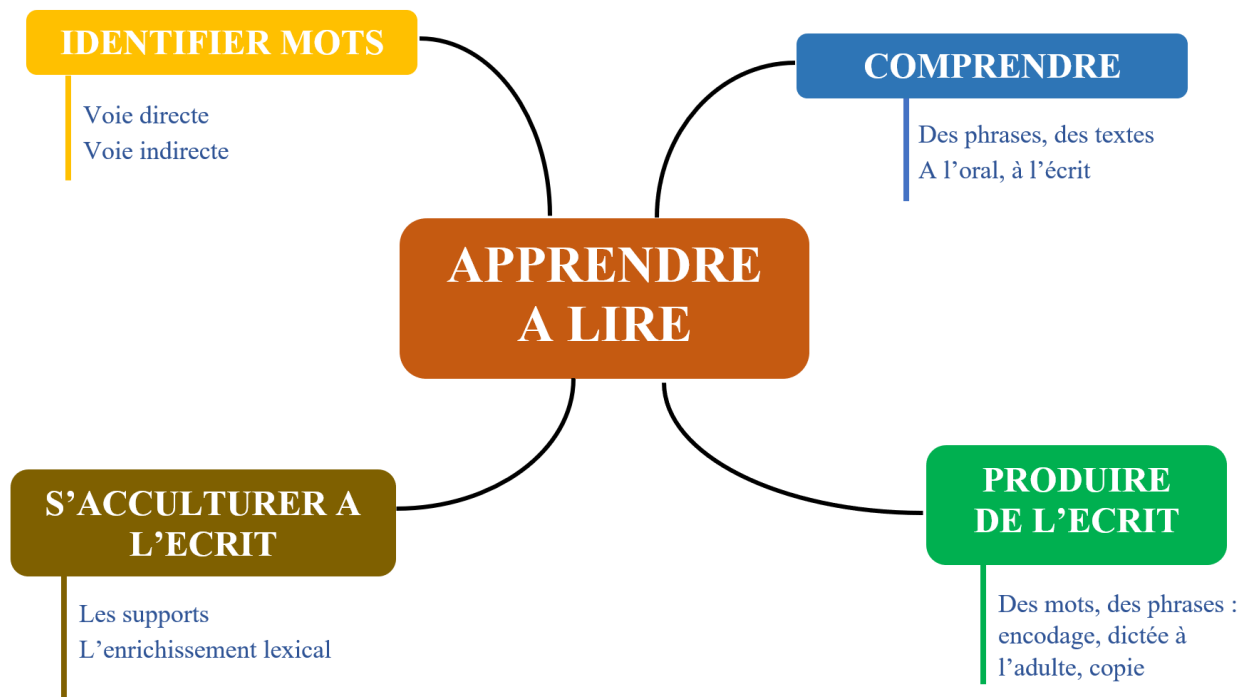 IDENTIFIER MOTS
Voie directe
Voie indirecte
COMPRENDRE
Des phrases, des textes
A l’oral, à l’écrit
APPRENDRE
A LIRE
S’ACCULTURER A
L’ECRIT
Les supports
L’enrichissement lexical
PRODUIRE
DE L’ECRIT
Des mots, des phrases :
encodage, dictée à
l’adulte, copie